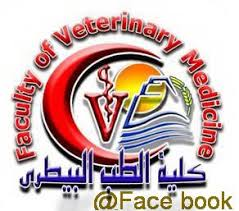 Faculty of Veterinary Medicine
V
كلية الطب البيطرى
@Face book